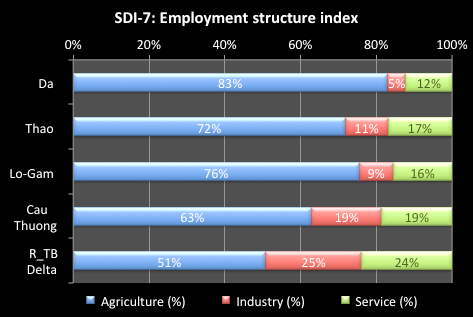 SDI-7: Employment structure index
0% 20% 40% 60% 80% 100%
Da 83% 5% 12%
Thao 72% 11% 17%
Lo-Gam 76% 9% 16%
Cau
Thuong 63% 19% 19%
R_TB
Delta 51% 25% 24%
Agriculture (%) Industry (%) Service (%)